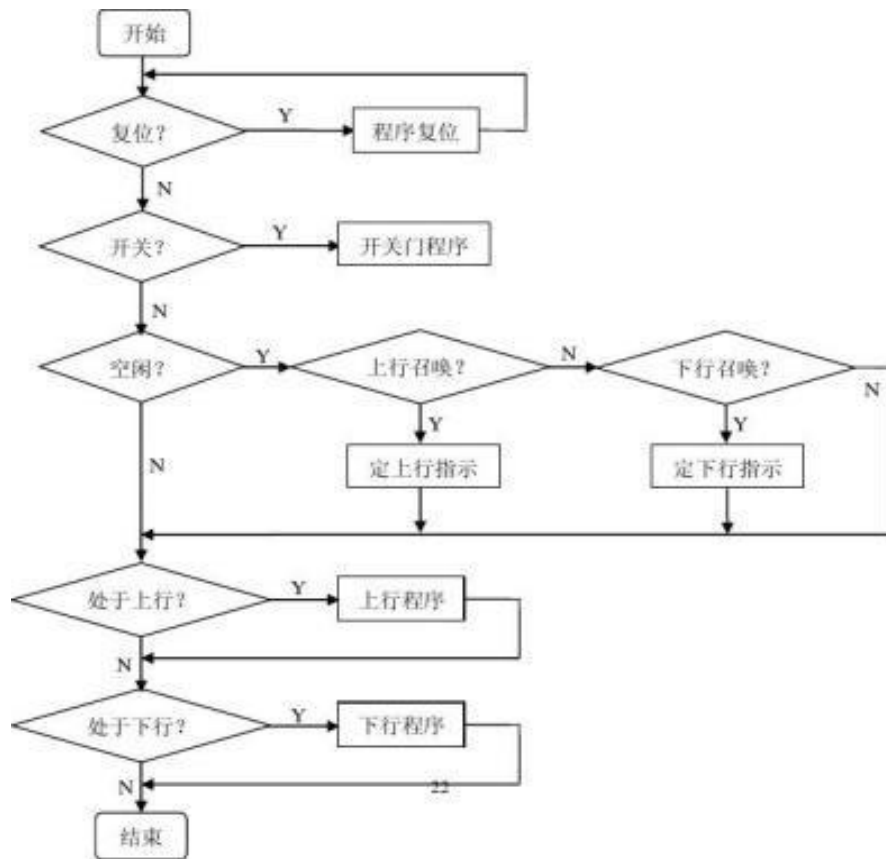 开始
复位?
Y
程序复位
N
开关?
Y
开关门程序
N
空闲?
Y
上行召唤?
N
下行召唤?
N
Y
Y
定上行指示
定下行指示
N
处于上行?
Y
上行程序
N
处于下行?
Y
下行程序
N
22
结束